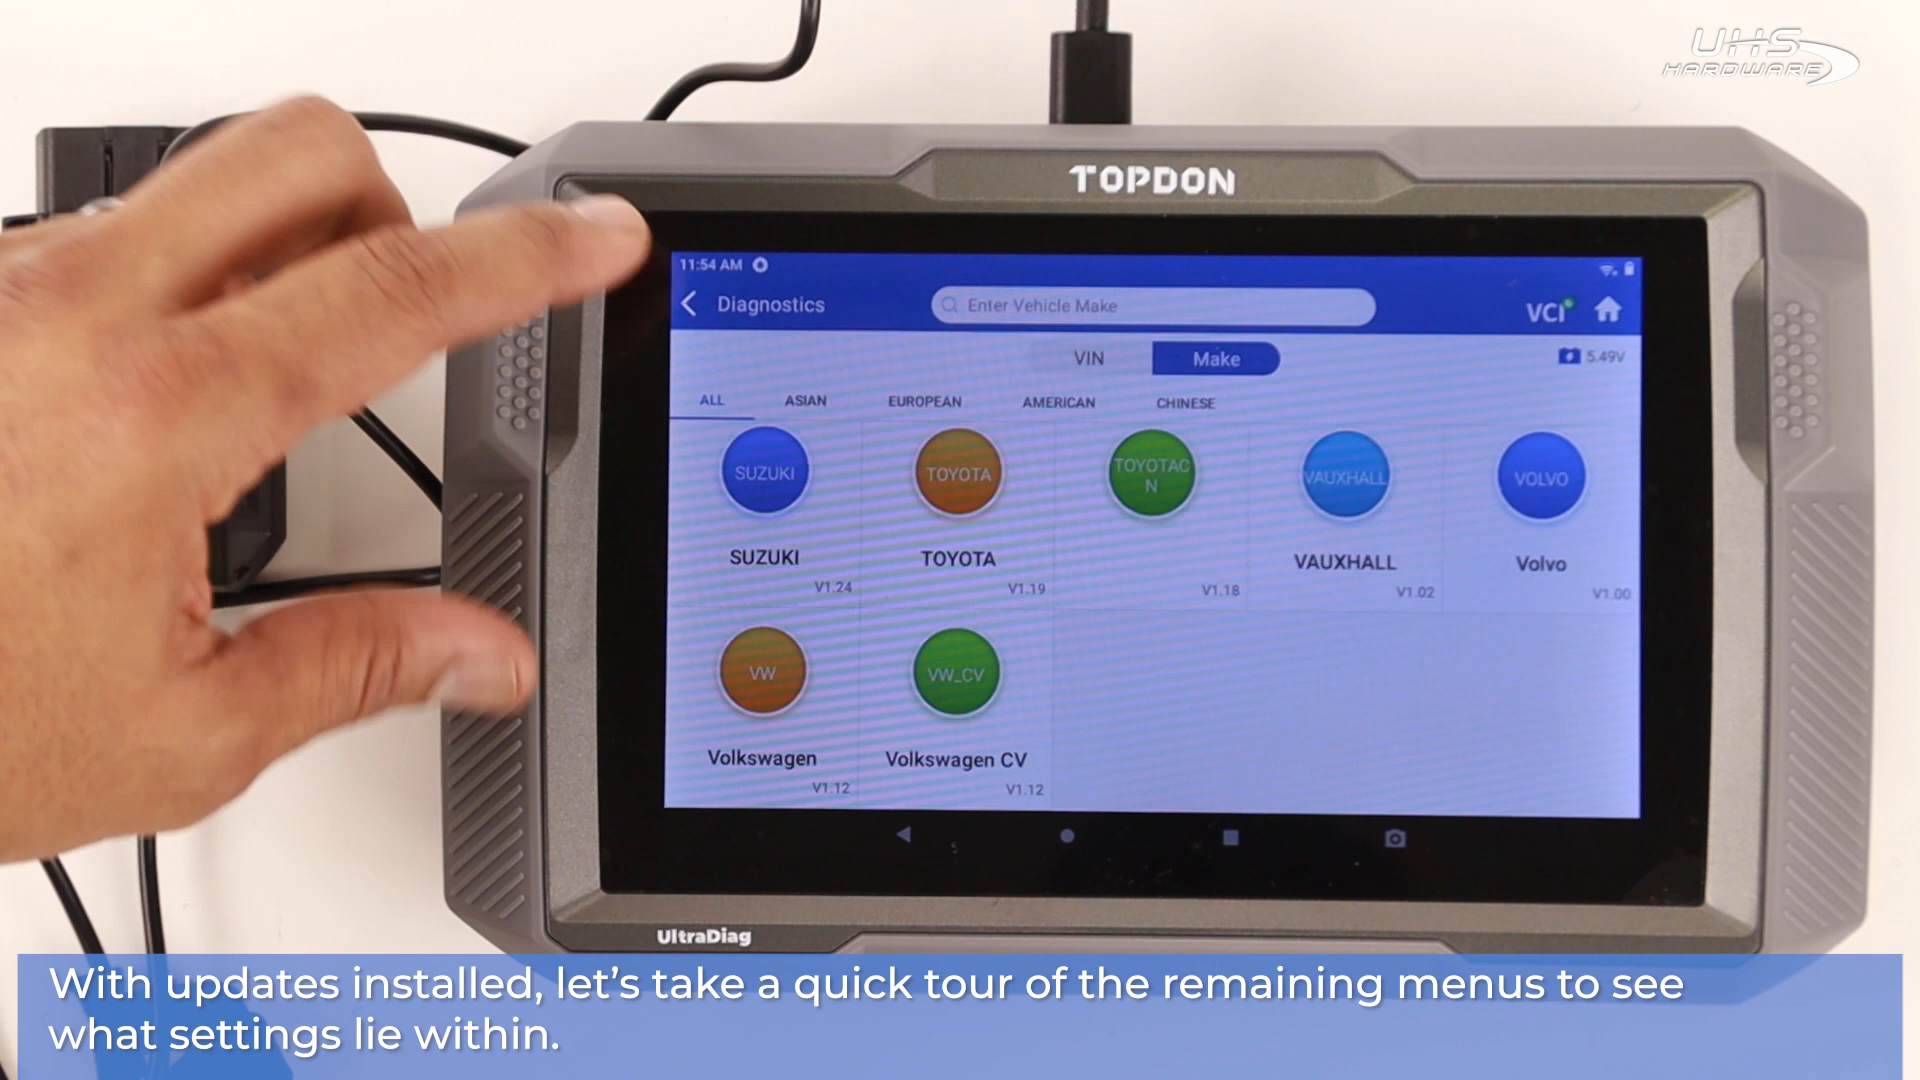 UHS
HARDWARE
TOPDON
11:54 AM
Diagnostics
Enter Vehicle Make
VCI
VIN
Make
5.49V
ALL
ASIAN
EUROPEAN
AMERICAN
CHINESE
SUZUKI
TOYOTA
TOYOTAC
N
VAUXHALL
VOLVO
SUZUKI
TOYOTA
VAUXHALL
Volvo
V1.24
V1.19
V1.18
V1.02
V1.00
VW
VW_CV
Volkswagen
Volkswagen CV
V1.12
V1.12
UltraDiag
With updates installed, let’s take a quick tour of the remaining menus to see
what settings lie within.